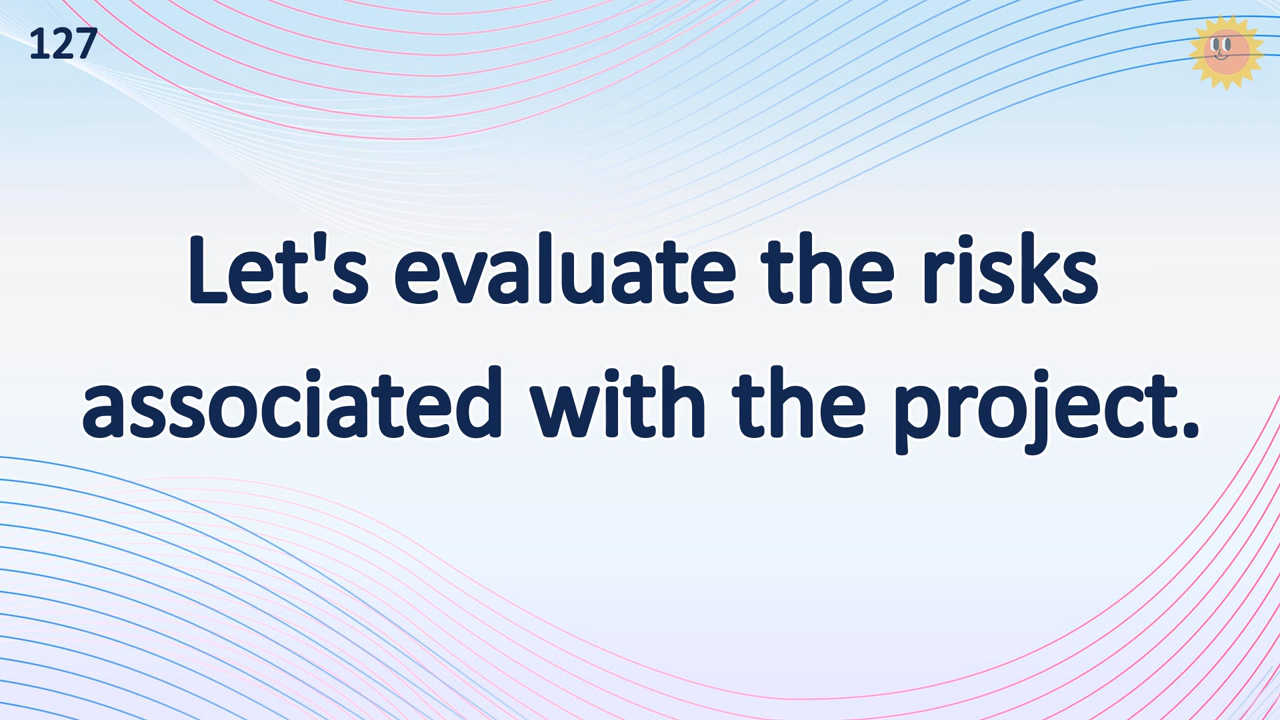 127
Let's evaluate the risks
associated with the project.